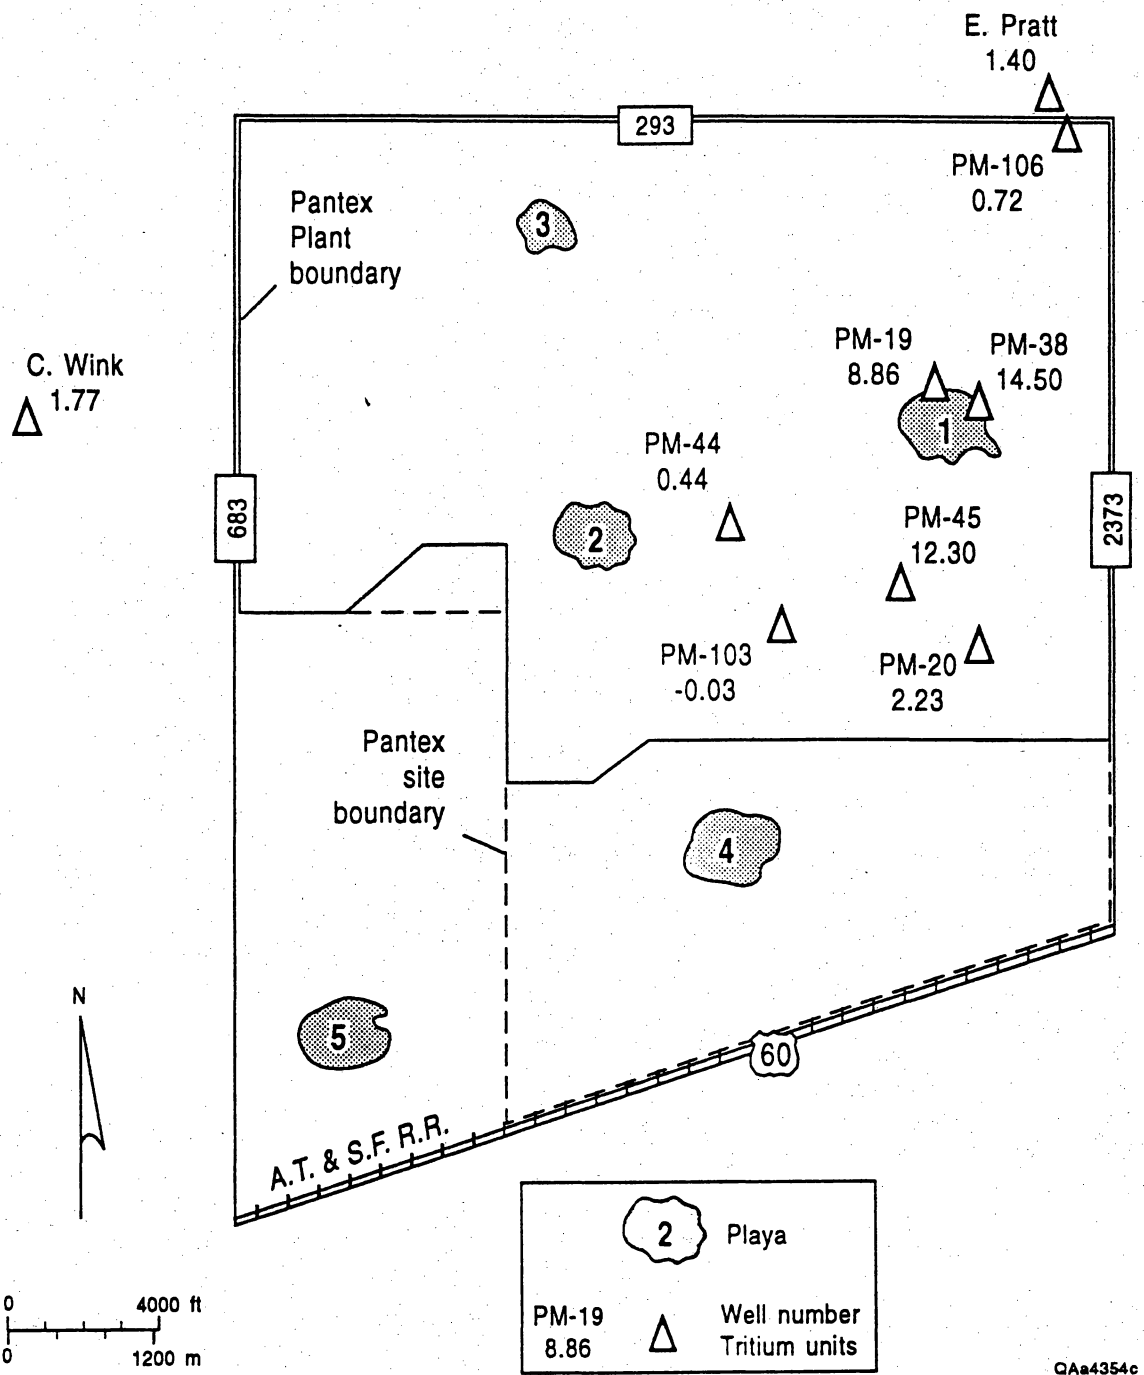 E. Pratt
1.40
293
PM-106
0.72
Pantex
Plant
boundary
3
C. Wink
1.77
PM-19
8.86
PM-38
14.50
1
PM-44
0.44
683
2
2373
PM-45
12.30
PM-103
-0.03
PM-20
2.23
Pantex
site
boundary
4
N
5
60
A.T. & S.F. R.R.
2
Playa
0
4000 ft
0
1200 m
PM-19
8.86
Well number
Tritium units
QAa4354c